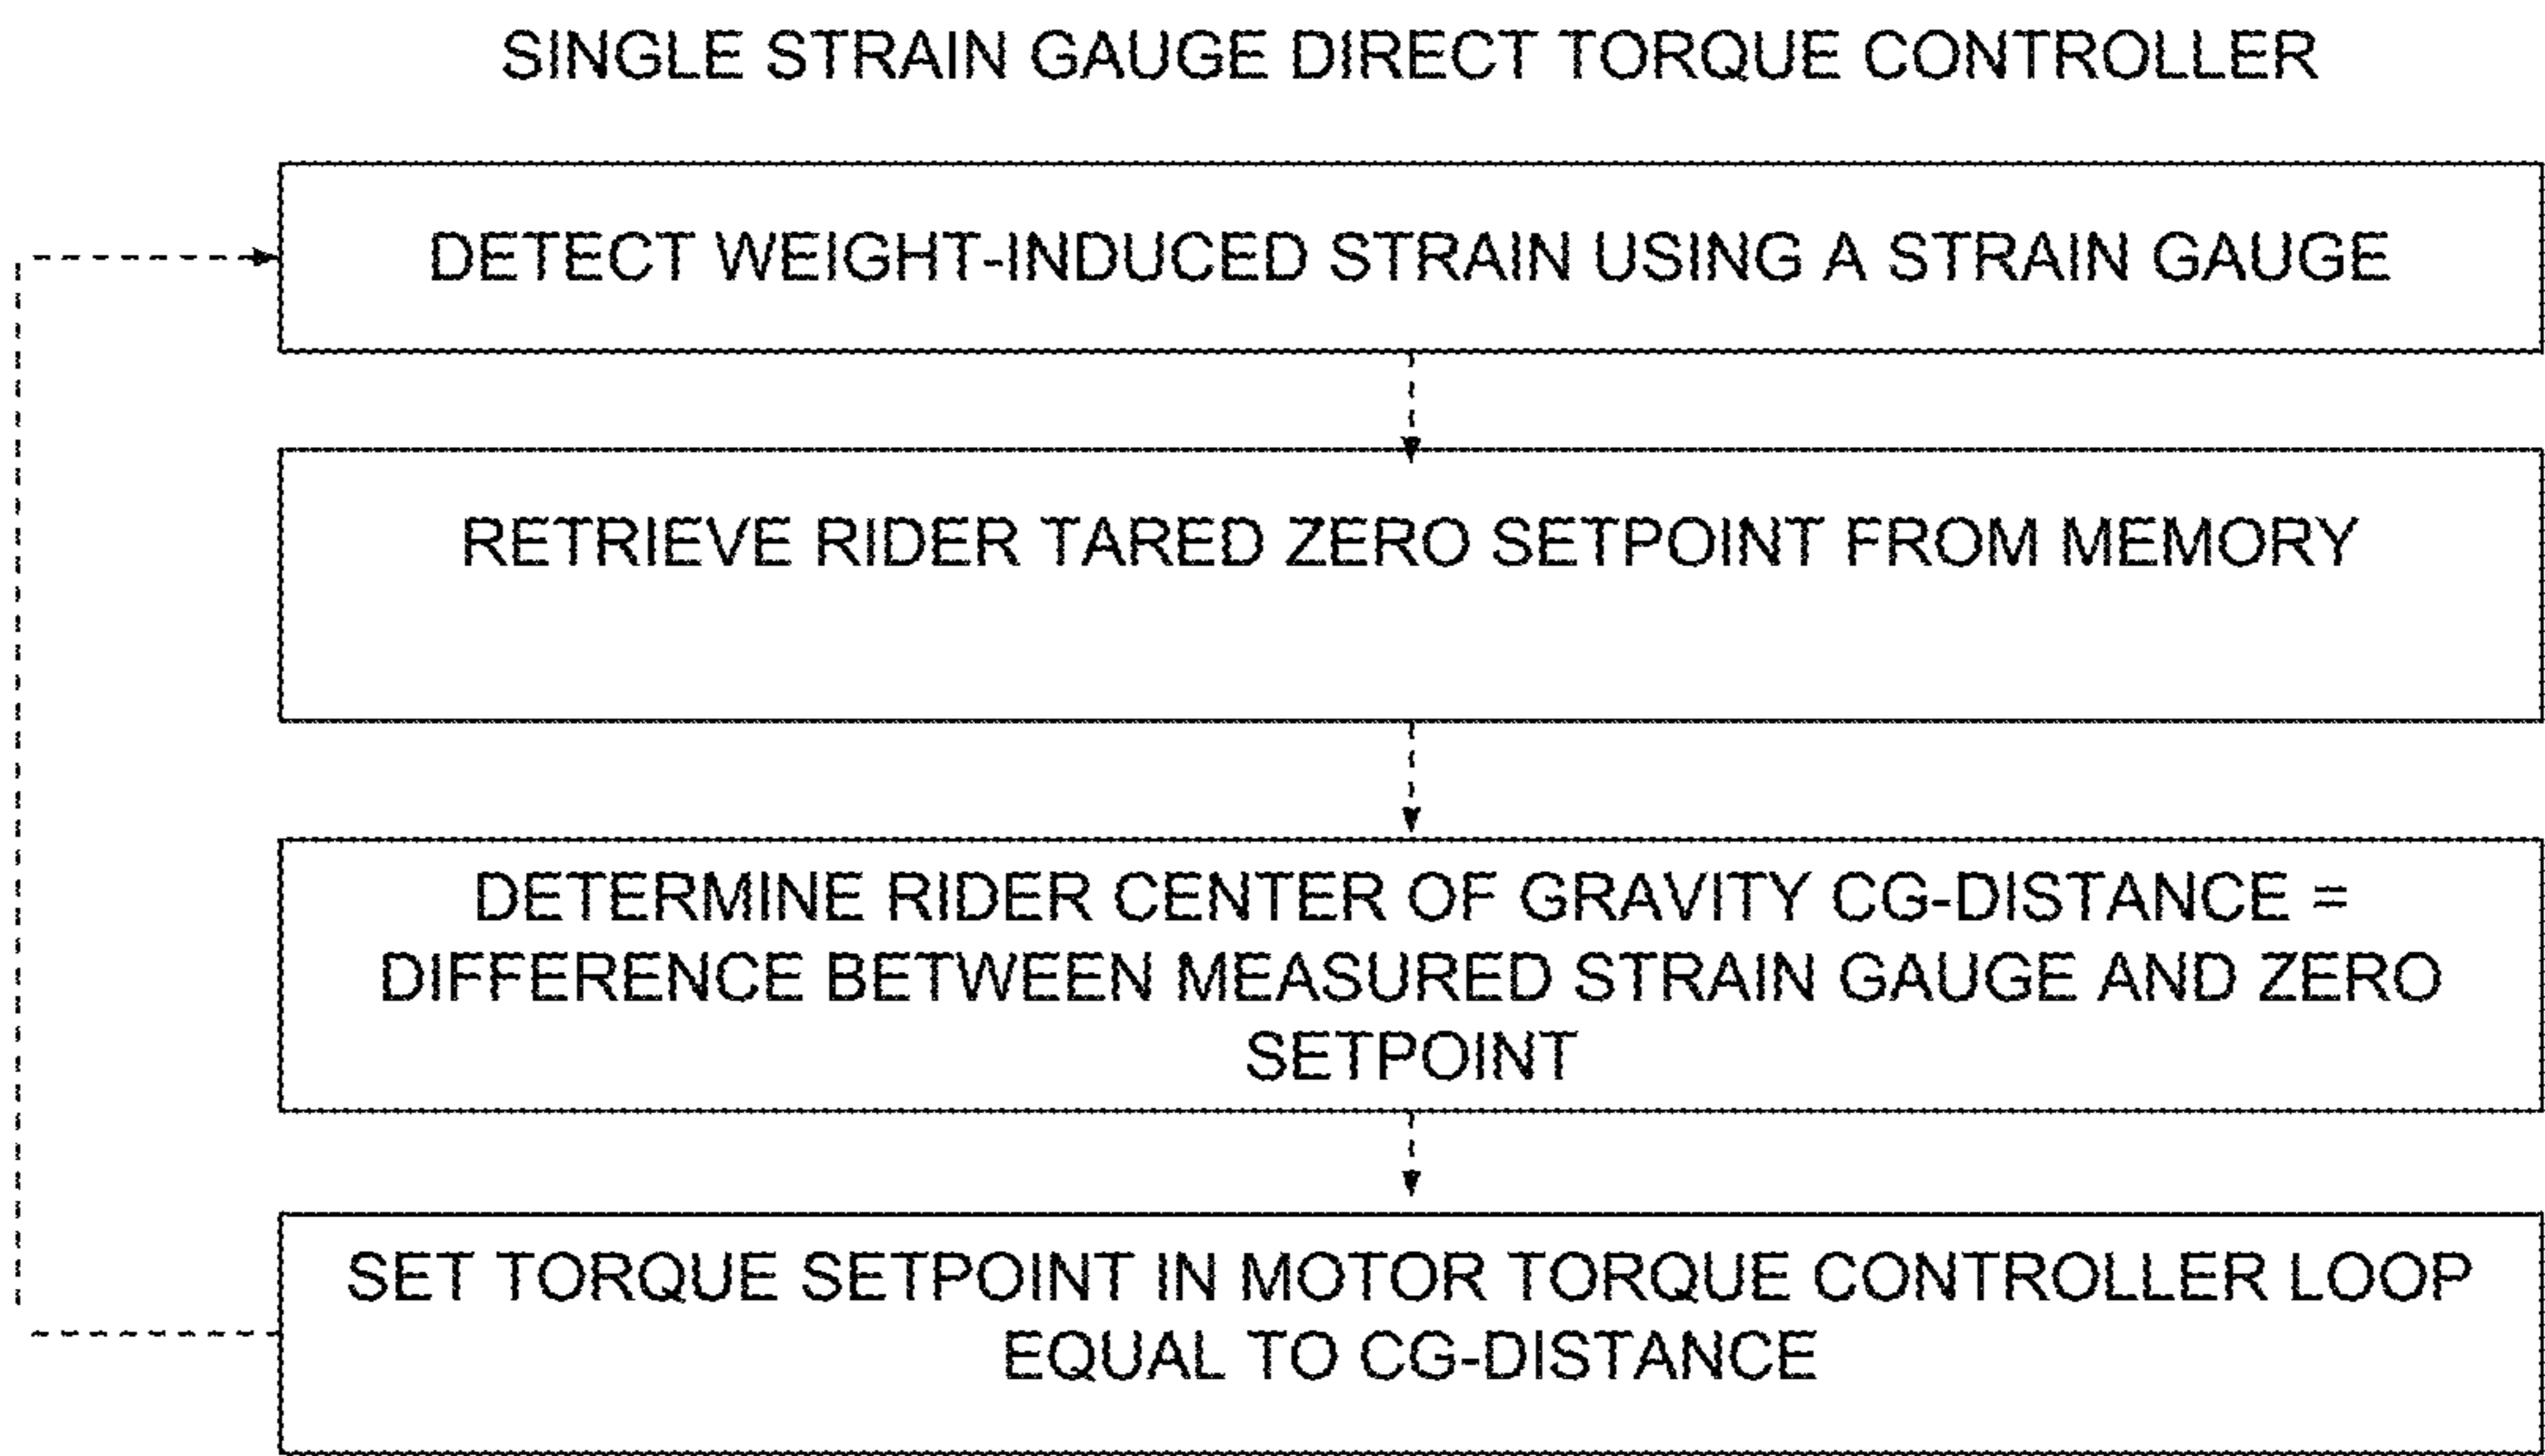 SINGLE STRAIN GAUGE DIRECT TORQUE CONTROLLER
DETECT WEIGHT-INDUCED STRAIN USING A STRAIN GAUGE
RETRIEVE RIDER TARED ZERO SETPOINT FROM MEMORY
DETERMINE RIDER CENTER OF GRAVITY CG-DISTANCE =
DIFFERENCE BETWEEN MEASURED STRAIN GAUGE AND ZERO
SETPOINT
SET TORQUE SETPOINT IN MOTOR TORQUE CONTROLLER LOOP
EQUAL TO CG-DISTANCE